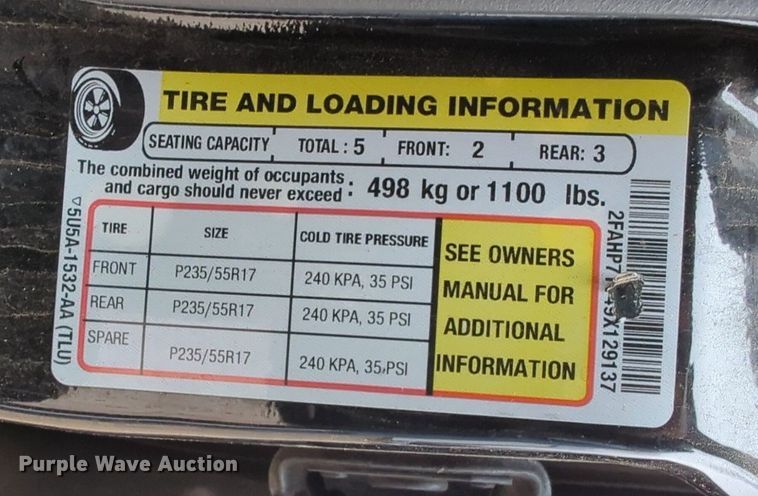 TIRE AND LOADING INFORMATION
SEATING CAPACITY TOTAL : 5 FRONT: 2 REAR: 3
The combined weight of occupants
and cargo should never exceed : 498 kg or 1100 lbs.
TIRE SIZE COLD TIRE PRESSURE
FRONT P235/55R17 240 KPA, 35 PSI
REAR P235/55R17 240 KPA, 35 PSI
SPARE P235/55R17 240 KPA, 35 PSI
SEE OWNERS
MANUAL FOR
ADDITIONAL
INFORMATION
▽5U5A-1532-AA (TLU)
Purple Wave Auction